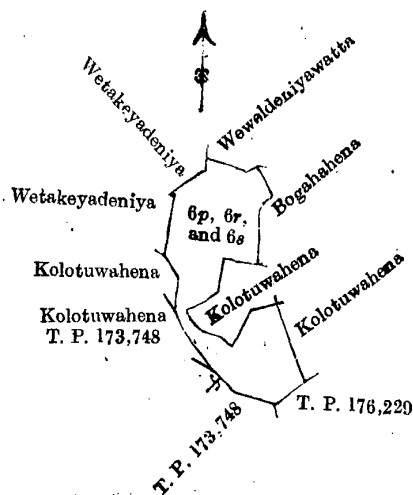 Wetakeyadeniya
Wewaldeniyawatta
Wetakeyadeniya
6p, 6r,
and 6s
Bogahahena
Kolotuwahena
Kolotuwahena
Kolotuwahena
Kolotuwahena
T. P. 173,748
T. P. 173,748
T. P. 176,229